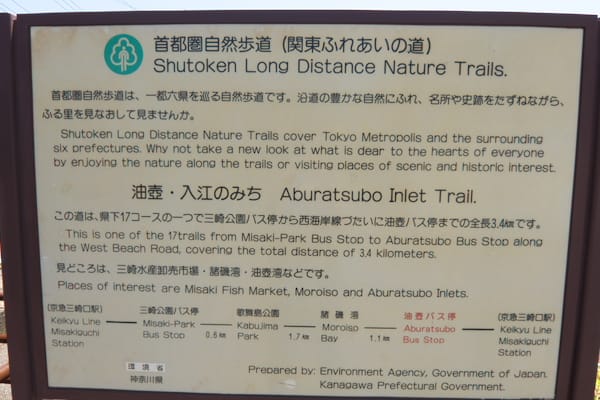 首都圏自然歩道（関東ふれあいの道）
Shutoken Long Distance Nature Trails.
首都圏自然歩道は、一都六県を巡る自然歩道です。沿道の豊かな自然にふれ、名所や史跡をたずねながら、
ふる里を見なおして見ませんか。
Shutoken Long Distance Nature Trails cover Tokyo Metropolis and the surrounding
six prefectures. Why not take a new look at what is dear to the hearts of everyone
by enjoying the nature along the trails or visiting places of scenic and historic interest.
油壺・入江のみち Aburatsubo Inlet Trail.
この道は、県下17コースの一つで三崎公園バス停から西海岸線づたいに油壺バス停までの全長3.4㎞です。
This is one of the 17trails from Misaki-Park Bus Stop to Aburatsubo Bus Stop along
the West Beach Road, covering the total distance of 3.4 kilometers.
見どころは、三崎水産卸売市場・諸磯湾・油壺湾などです。
Places of interest are Misaki Fish Market, Moroiso and Aburatsubo Inlets.
(京急三崎口駅) 三崎公園バス停 歌舞島公園 諸磯湾 油壺バス停 (京急三崎口駅)
Keikyu Line Misaki-Park Kabujima Moroiso Aburatsubo Keikyu Line
Misakiguchi Bus Stop 0.6㎞ Park 1.7㎞ Bay 1.1㎞ Bus Stop Misakiguchi
Station Station
環境省
神奈川県
Prepared by: Environment Agency, Government of Japan.
Kanagawa Prefectural Government.